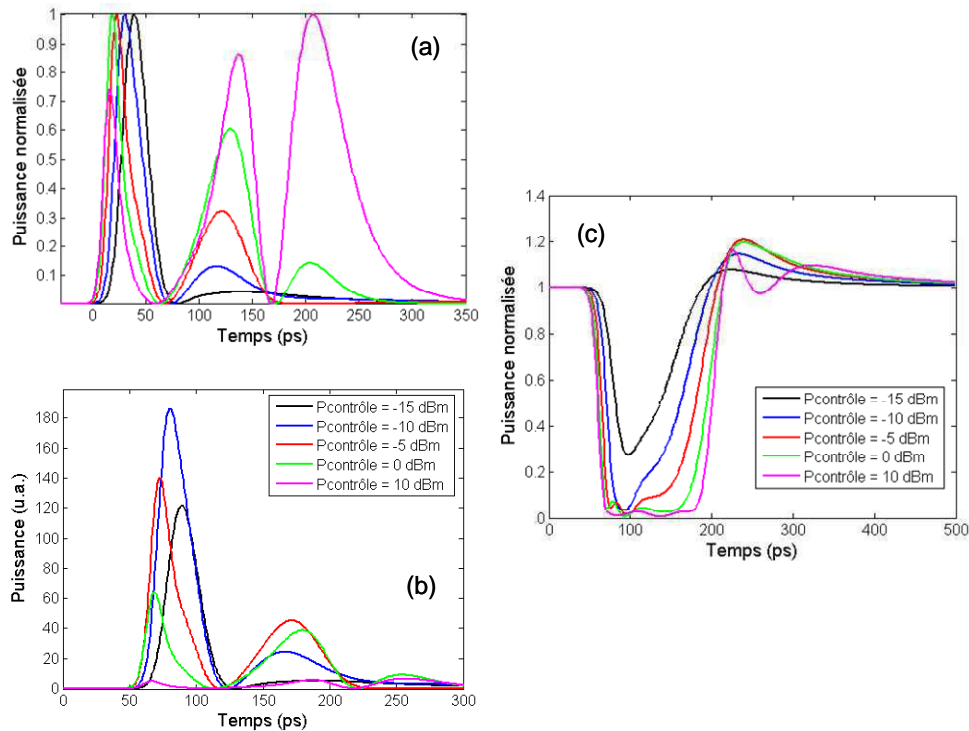 (a)
Puissance normalisée
1
0.9
0.8
0.7
0.6
0.5
0.4
0.3
0.2
0.1
0 50 100 150 200 250 300 350
Temps (ps)
(b)
Puissance (u.a.)
180
160
140
120
100
80
60
40
20
0
0 50 100 150 200 250 300
Temps (ps)
Pcontrôle = -15 dBm
Pcontrôle = -10 dBm
Pcontrôle = -5 dBm
Pcontrôle = 0 dBm
Pcontrôle = 10 dBm
(c)
Puissance normalisée
1.4
1.2
1
0.8
0.6
0.4
0.2
0
0 100 200 300 400 500
Temps (ps)
Pcontrôle = -15 dBm
Pcontrôle = -10 dBm
Pcontrôle = -5 dBm
Pcontrôle = 0 dBm
Pcontrôle = 10 dBm